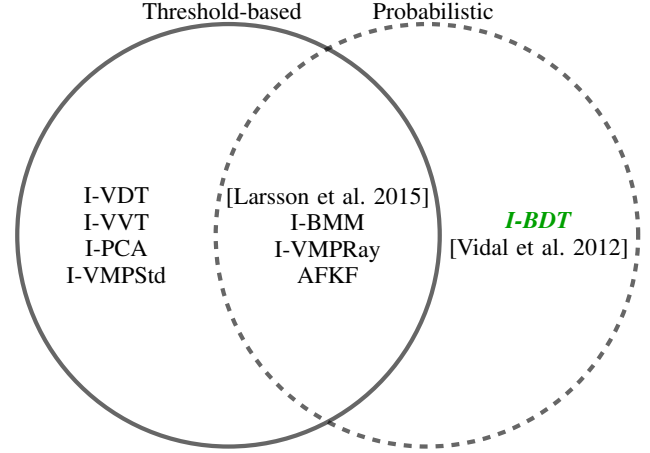 Threshold-based
Probabilistic
I-VDT
I-VVT
I-PCA
I-VMPStd
[Larsson et al. 2015]
I-BMM
I-VMPRay
AFKF
I-BDT
[Vidal et al. 2012]